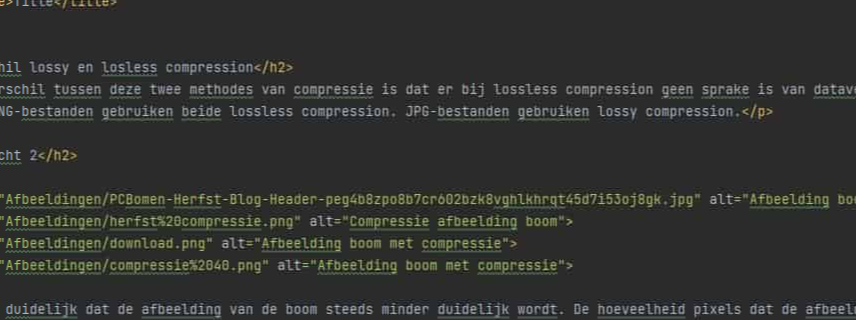 >Title</title>
hil lossy en losless compression</h2>
rschil tussen deze twee methodes van compressie is dat er bij lossless compression geen sprake is van datave
NG-bestanden gebruiken beide lossless compression. JPG-bestanden gebruiken lossy compression.</p>
cht 2</h2>
"Afbeeldingen/PCBomen-Herfst-Blog-Header-peg4b8zpo8b7cr602bzk8vghlkhrqt45d7i53oj8gk.jpg" alt="Afbeelding boo
"Afbeeldingen/herfst%20compressie.png" alt="Compressie afbeelding boom">
"Afbeeldingen/download.png" alt="Afbeelding boom met compressie">
"Afbeeldingen/compressie%2040.png" alt="Afbeelding boom met compressie">
duidelijk dat de afbeelding van de boom steeds minder duidelijk wordt. De hoeveelheid pixels dat de afbeel